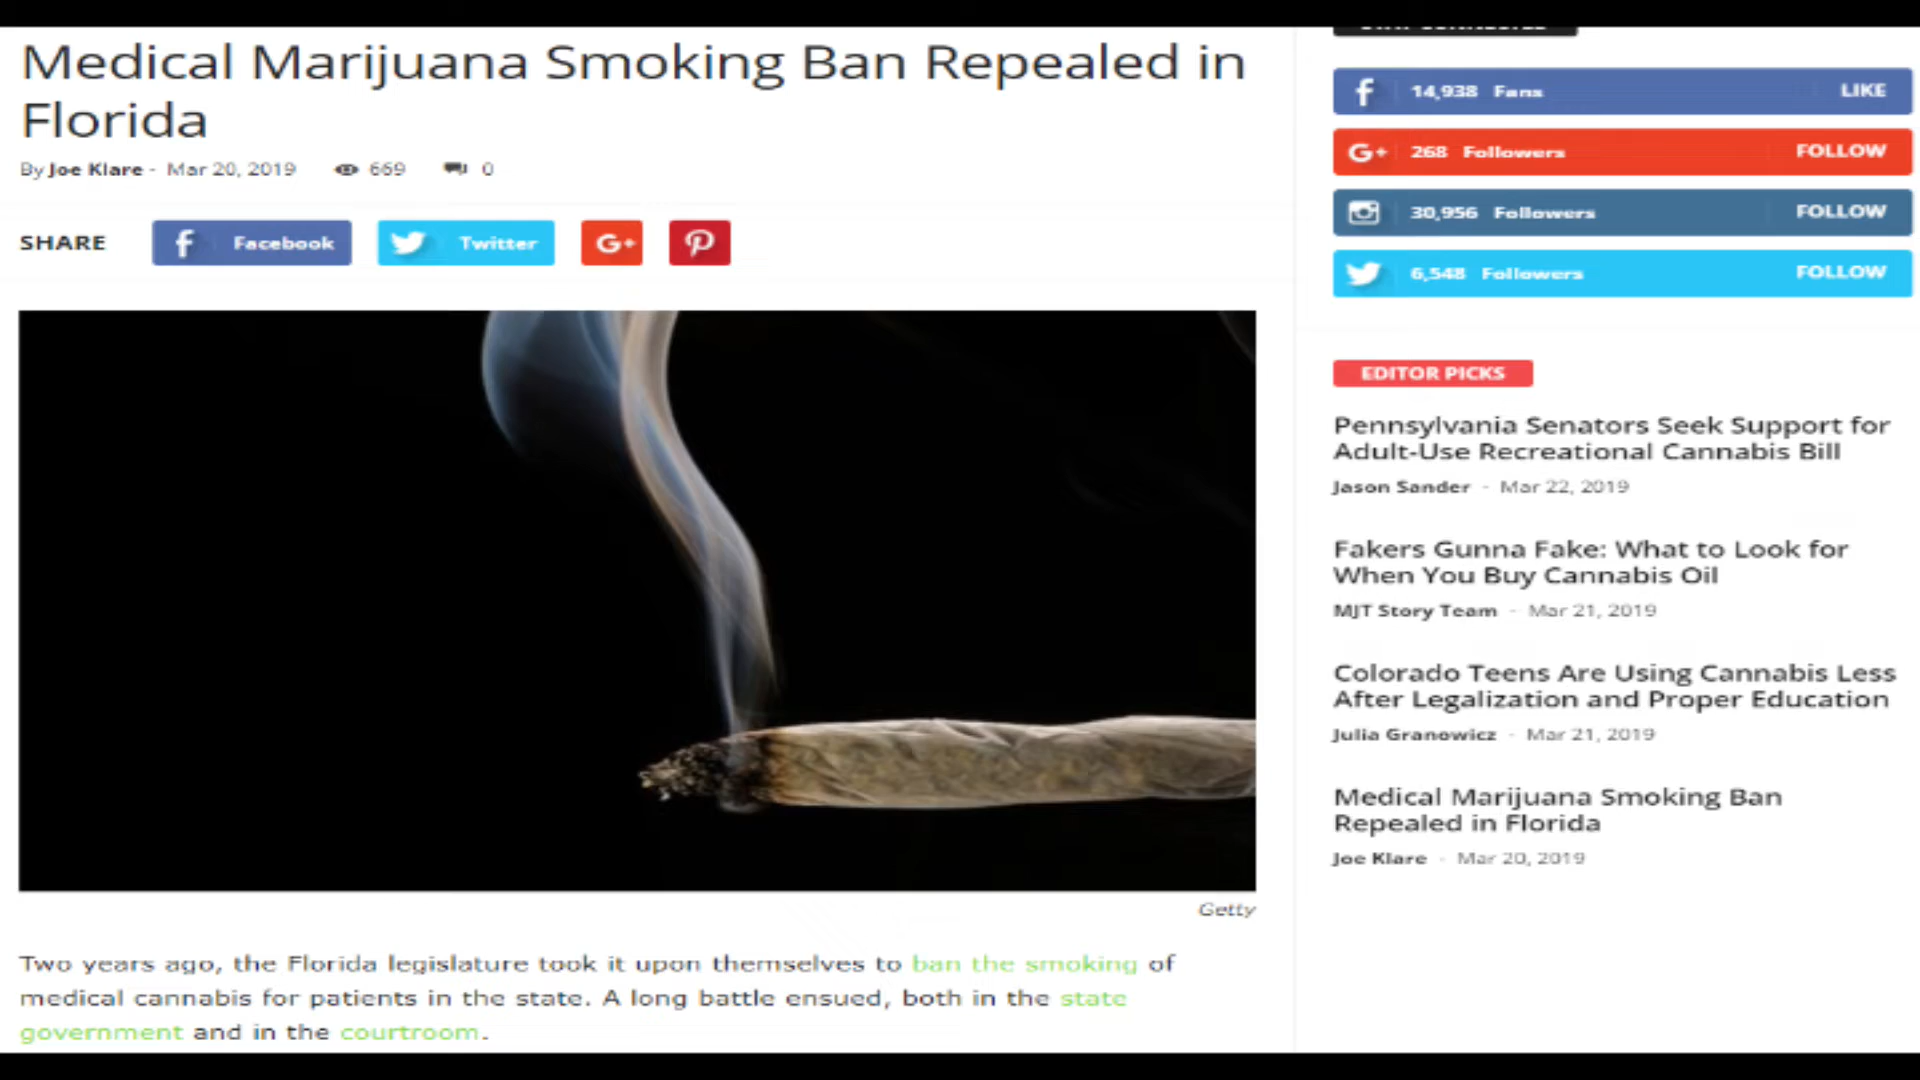 Medical Marijuana Smoking Ban Repealed in
Florida
By Joe Klare - Mar 20, 2019 669 0
SHARE Facebook Twitter G+
Getty
Two years ago, the Florida legislature took it upon themselves to ban the smoking of
medical cannabis for patients in the state. A long battle ensued, both in the state
government and in the courtroom.
14,938 Fans LIKE
G+ 268 Followers FOLLOW
30,956 Followers FOLLOW
6,548 Followers FOLLOW
EDITOR PICKS
Pennsylvania Senators Seek Support for
Adult-Use Recreational Cannabis Bill
Jason Sander - Mar 22, 2019
Fakers Gunna Fake: What to Look for
When You Buy Cannabis Oil
MJT Story Team - Mar 21, 2019
Colorado Teens Are Using Cannabis Less
After Legalization and Proper Education
Julia Granowicz - Mar 21, 2019
Medical Marijuana Smoking Ban
Repealed in Florida
Joe Klare - Mar 20, 2019